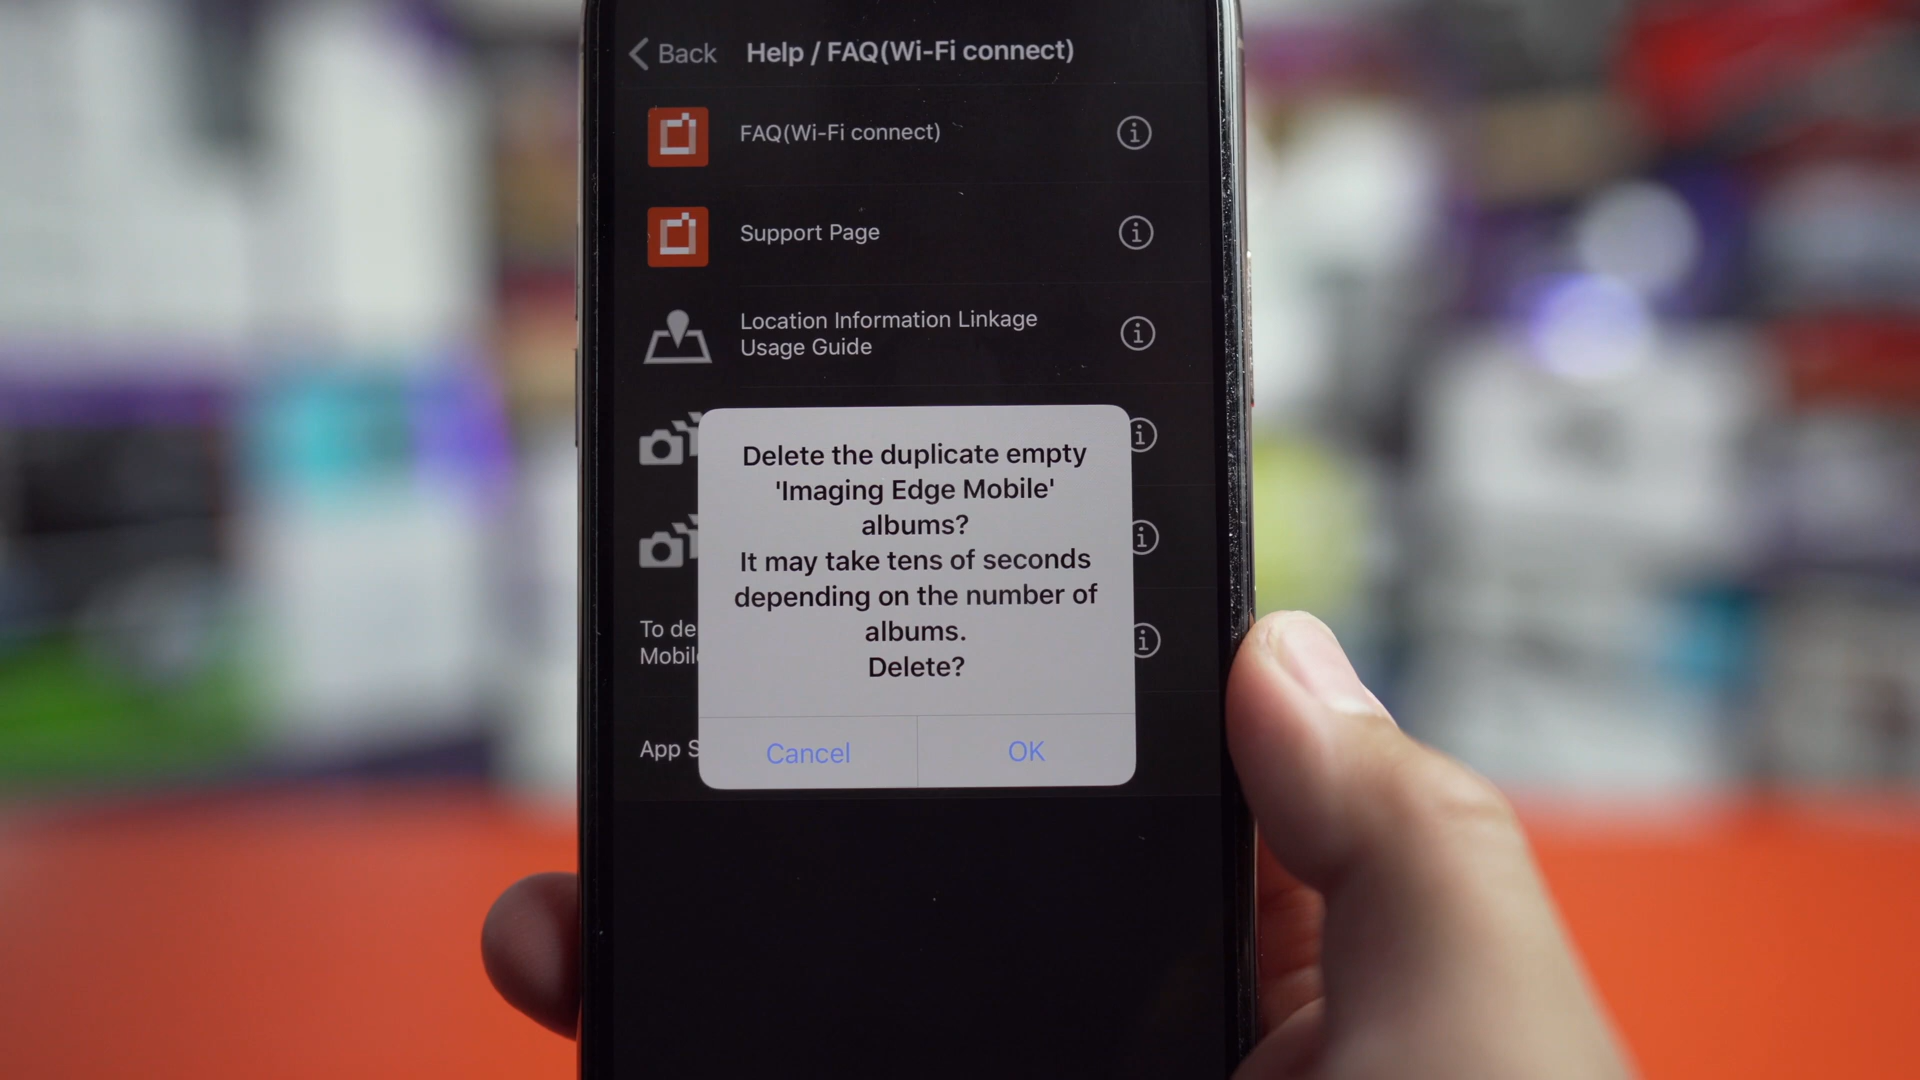 Back
Help / FAQ(Wi-Fi connect)
FAQ(Wi-Fi connect)
Support Page
Location Information Linkage
Usage Guide
Delete the duplicate empty
'Imaging Edge Mobile'
albums?
It may take tens of seconds
depending on the number of
albums.
Delete?
To de
Mobil
App S
Cancel
OK